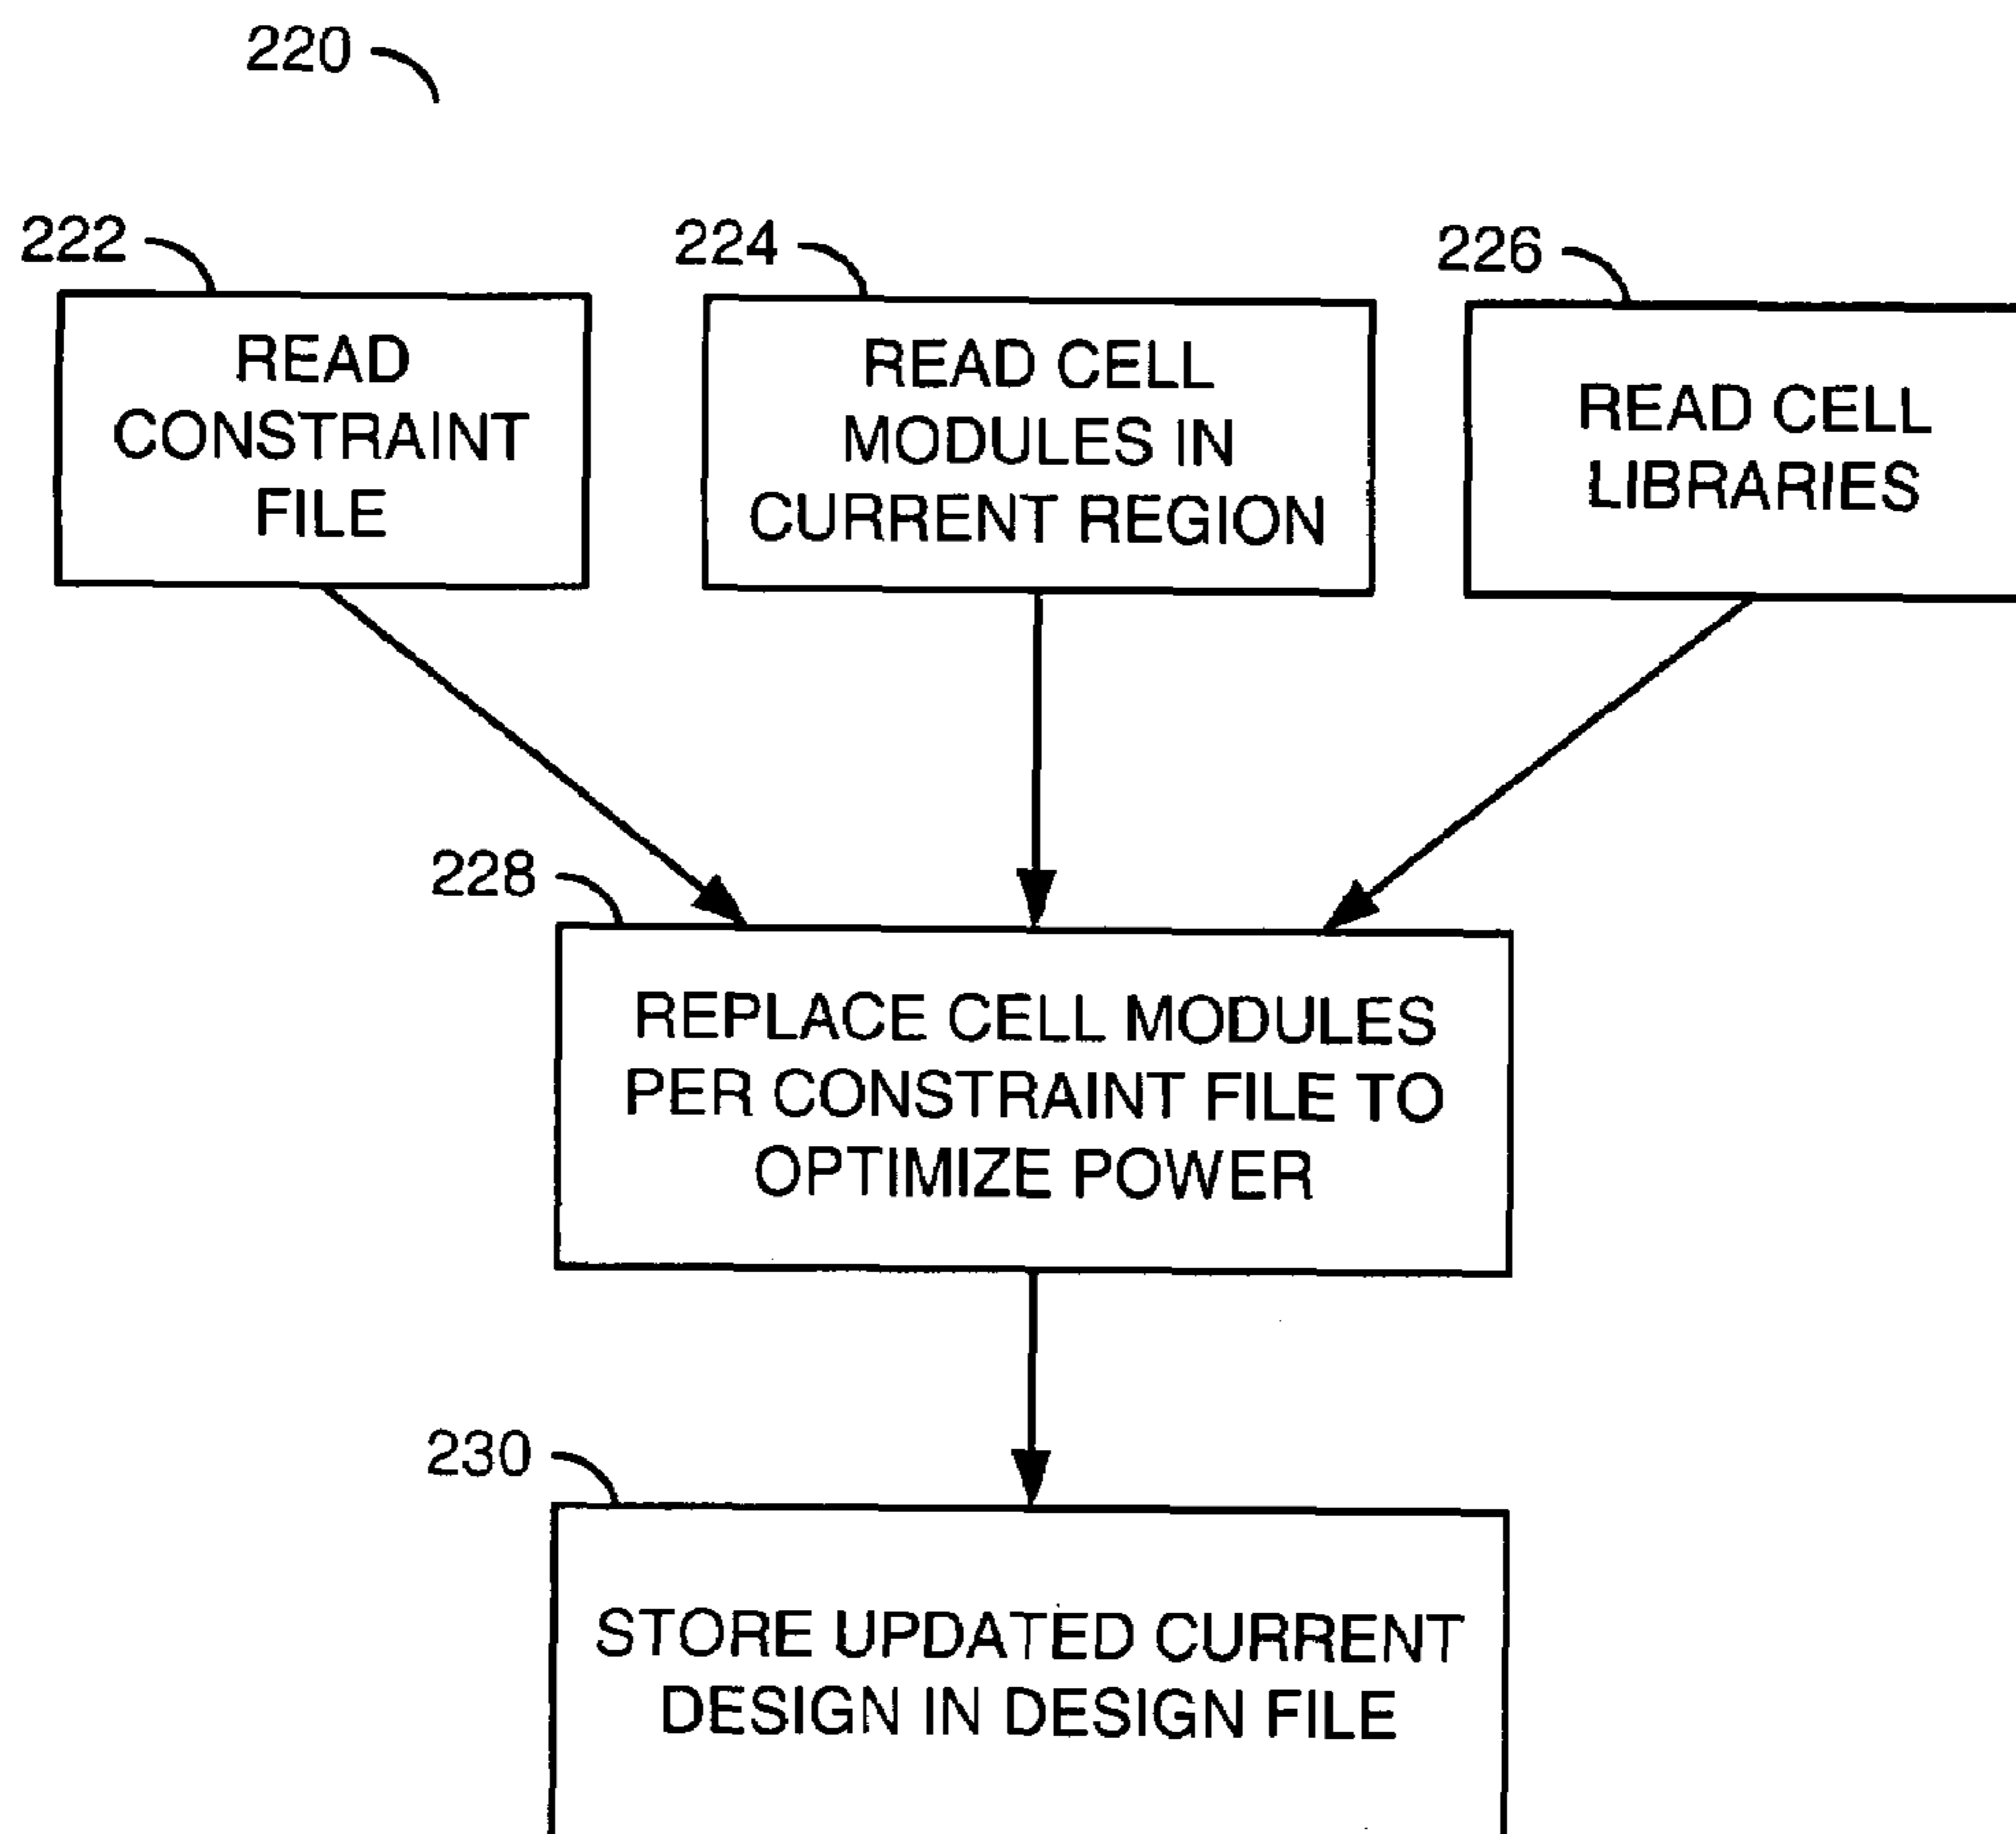 220
222
READ
CONSTRAINT
FILE
224
READ CELL
MODULES IN
CURRENT REGION
226
READ CELL
LIBRARIES
228
REPLACE CELL MODULES
PER CONSTRAINT FILE TO
OPTIMIZE POWER
230
STORE UPDATED CURRENT
DESIGN IN DESIGN FILE